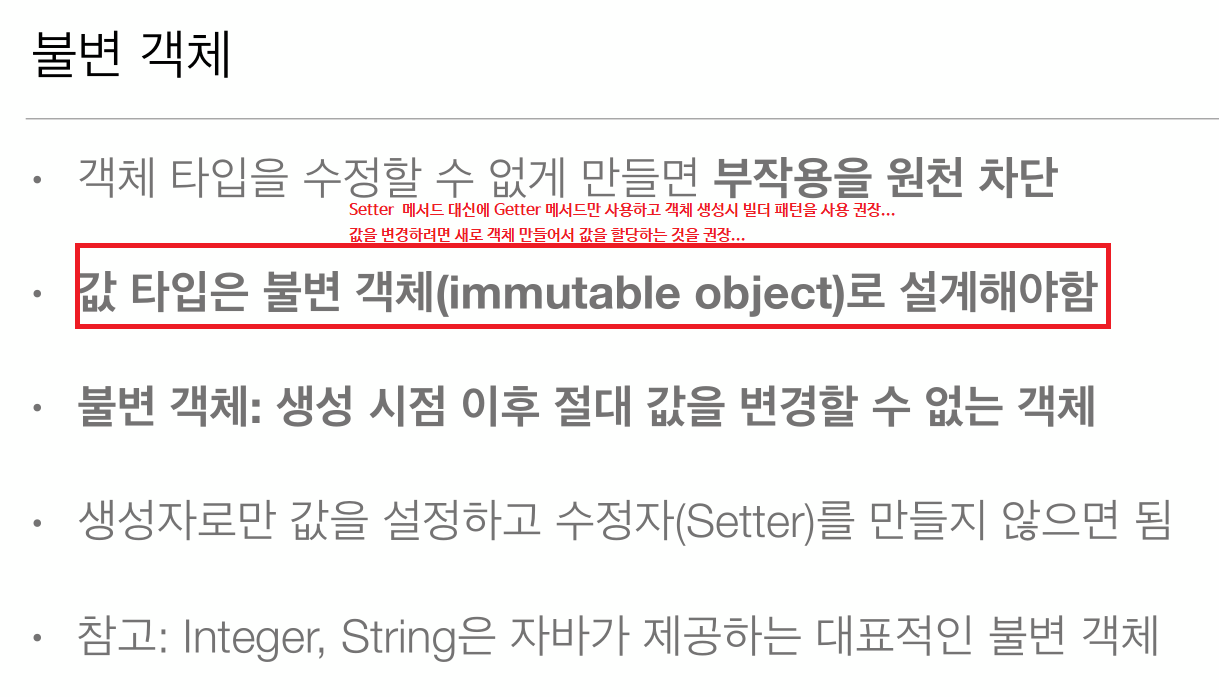 불변 객체
• 객체 타입을 수정할 수 없게 만들면 부작용을 원천 차단
Setter 메서드 대신에 Getter 메서드만 사용하고 객체 생성시 빌더 패턴을 사용 권장...
값을 변경하려면 새로 객체 만들어서 값을 할당하는 것을 권장...
• 값 타입은 불변 객체(immutable object)로 설계해야함
• 불변 객체: 생성 시점 이후 절대 값을 변경할 수 없는 객체
• 생성자로만 값을 설정하고 수정자(Setter)를 만들지 않으면 됨
• 참고: Integer, String은 자바가 제공하는 대표적인 불변 객체